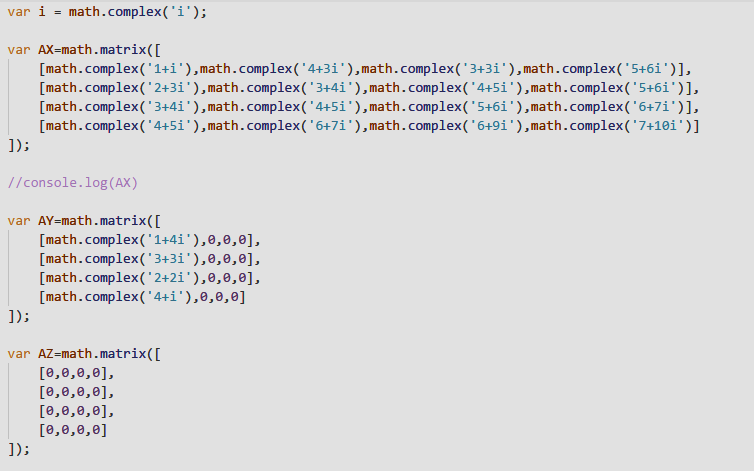 var i = math.complex('i');
var AX=math.matrix([
[math.complex('1+i'),math.complex('4+3i'),math.complex('3+3i'),math.complex('5+6i')],
[math.complex('2+3i'),math.complex('3+4i'),math.complex('4+5i'),math.complex('5+6i')],
[math.complex('3+4i'),math.complex('4+5i'),math.complex('5+6i'),math.complex('6+7i')],
[math.complex('4+5i'),math.complex('6+7i'),math.complex('6+9i'),math.complex('7+10i')]
]);
//console.log(AX)
var AY=math.matrix([
[math.complex('1+4i'),0,0,0],
[math.complex('3+3i'),0,0,0],
[math.complex('2+2i'),0,0,0],
[math.complex('4+i'),0,0,0]
]);
var AZ=math.matrix([
[0,0,0,0],
[0,0,0,0],
[0,0,0,0],
[0,0,0,0]
]);